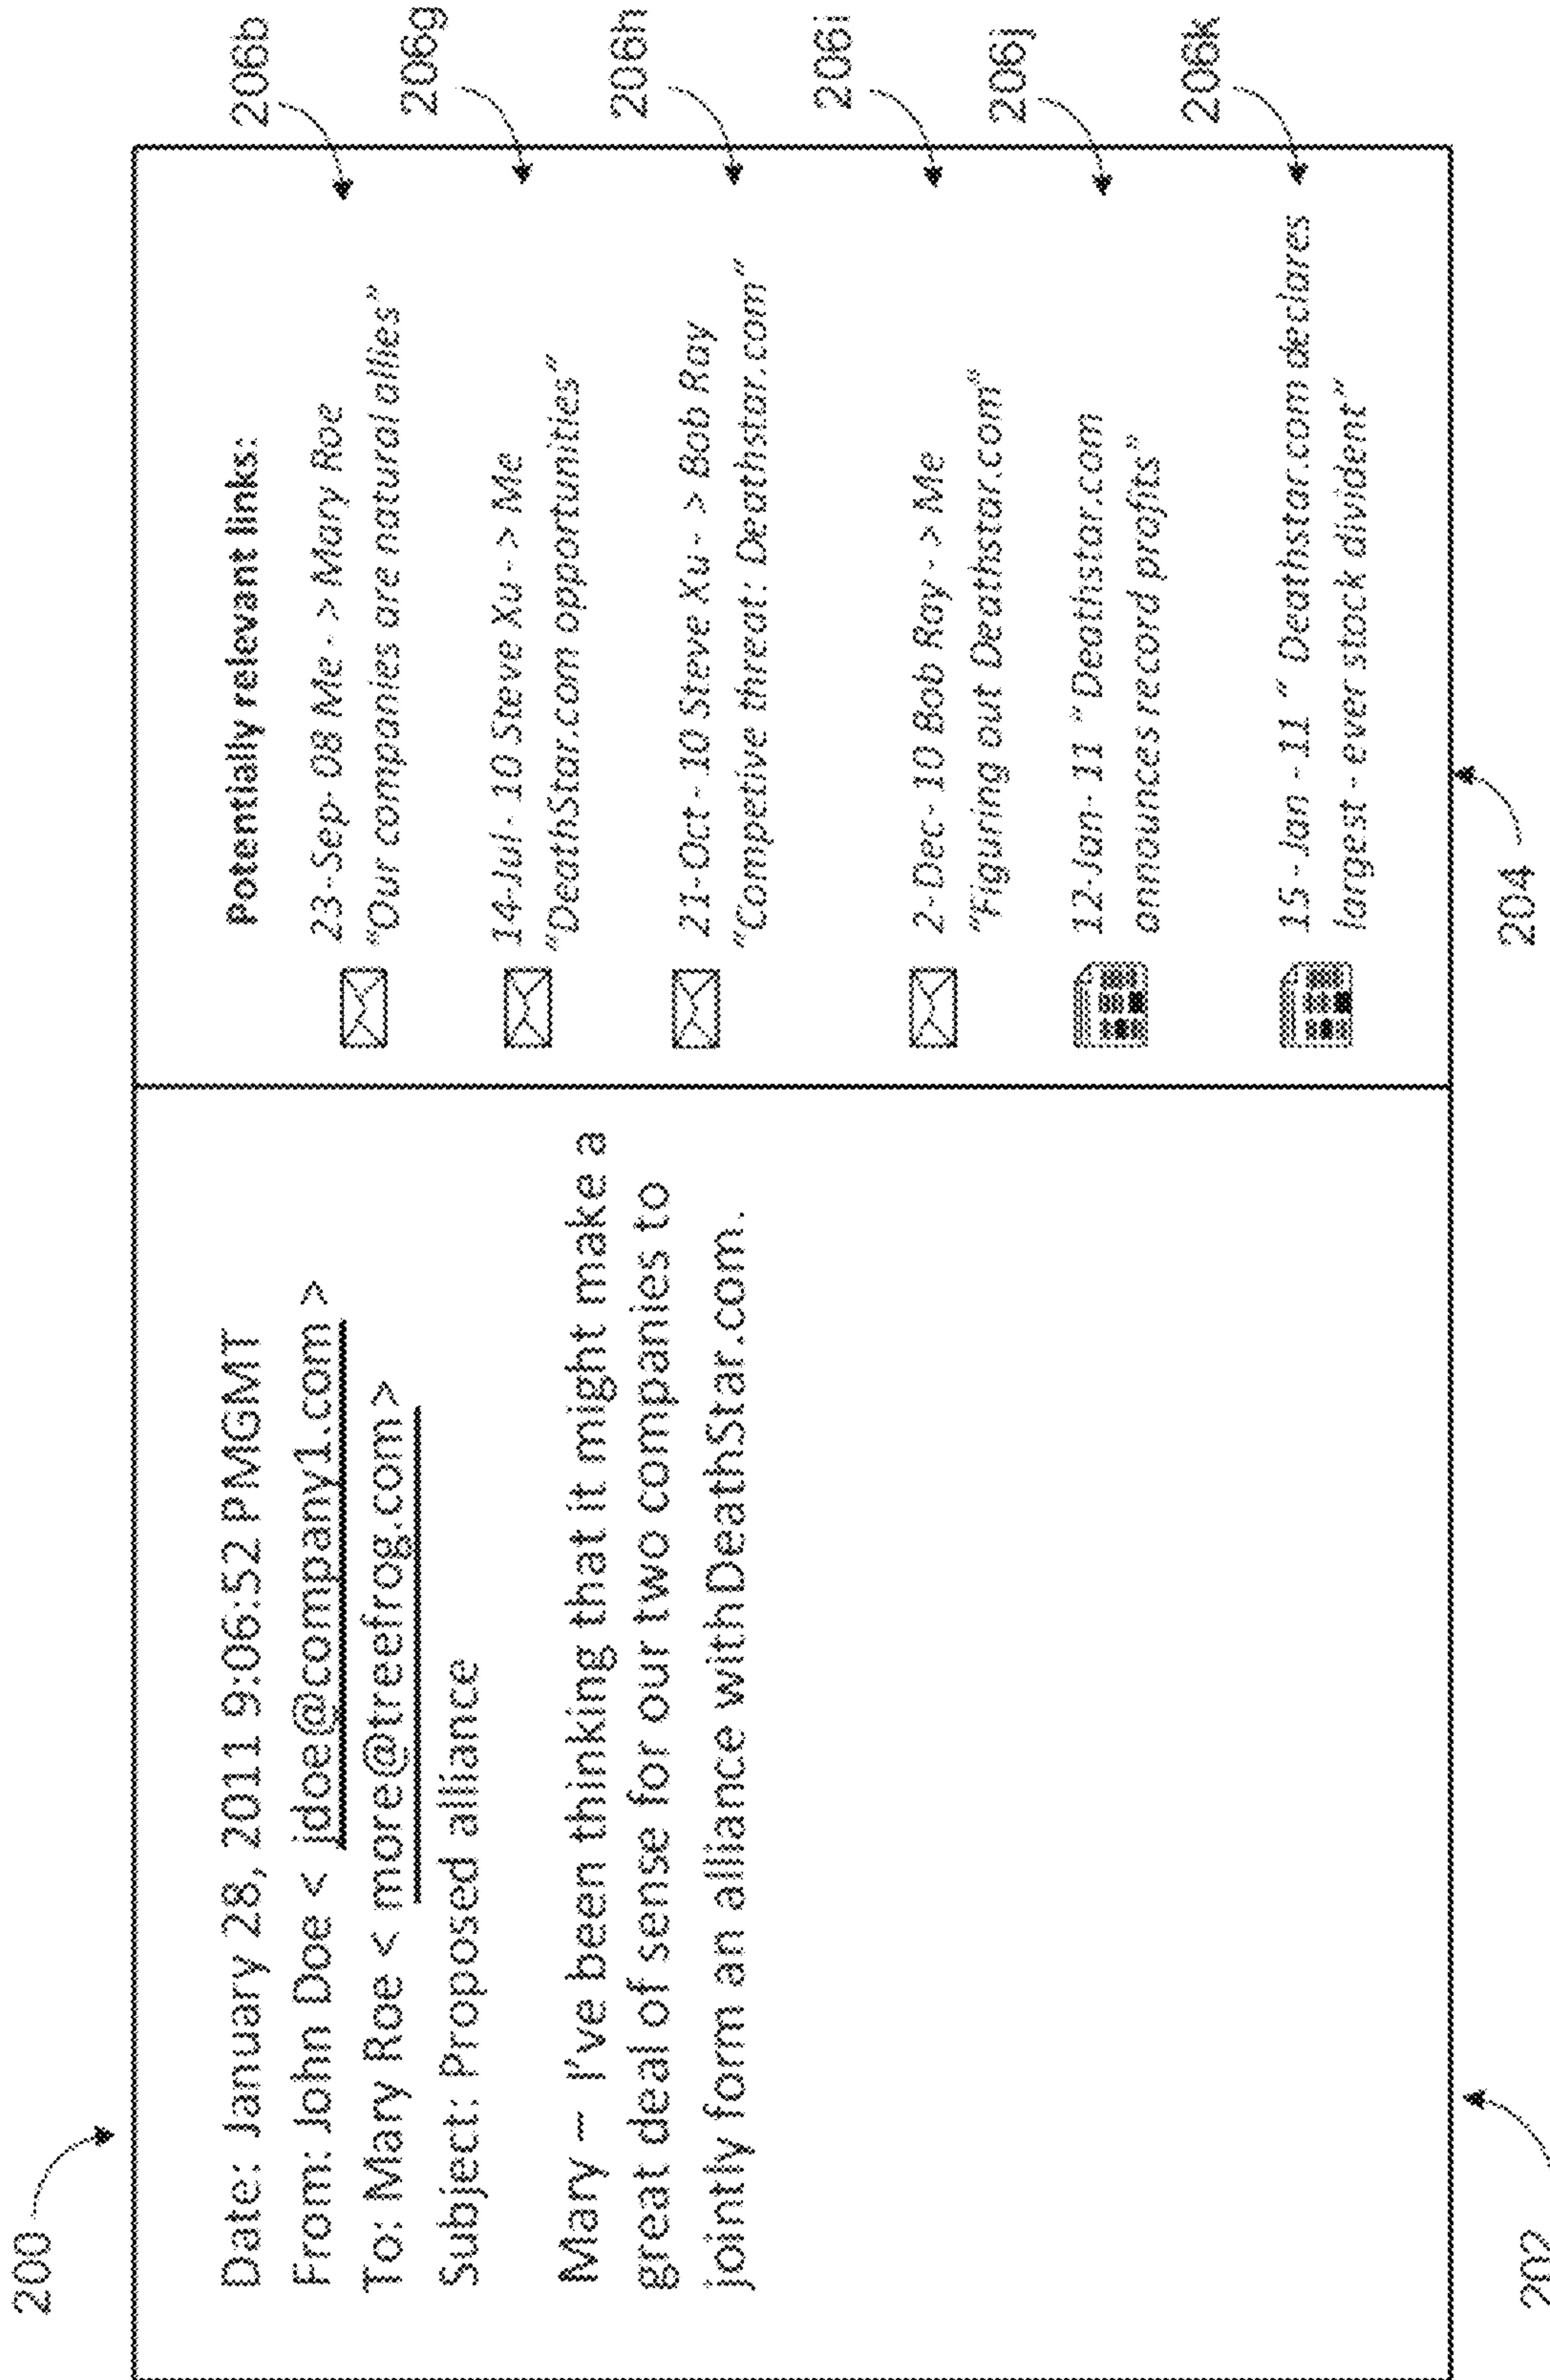 200
Date: January 28, 2011 9:06:52 PMGMT
From: John Doe < jdoe@company1.com >
To: Mary Roe < more@treefrog.com>
Subject: Proposed alliance
Mary – I've been thinking that it might make a
great deal of sense for our two companies to
jointly form an alliance withDeathStar.com.
202
Potentially relevant links:
23-Sep- 08 Me - > Mary Roe
"Our companies are natural allies"
206b
14-Jul- 10 Steve Xu - > Me
"DeathStar.com opportunities"
206g
21-Oct - 10 Steve Xu - > Bob Ray
"Competive threat: Deathstar.com"
206h
2-Dec- 10 Bob Ray - > Me
"Figuring out Deathstar.com"
206i
12-Jan- 11 "Deathstar.com
announces record profits"
206j
15 - Jan - 11 " Deathstar.com declares
largest - ever stock divident"
206k
204